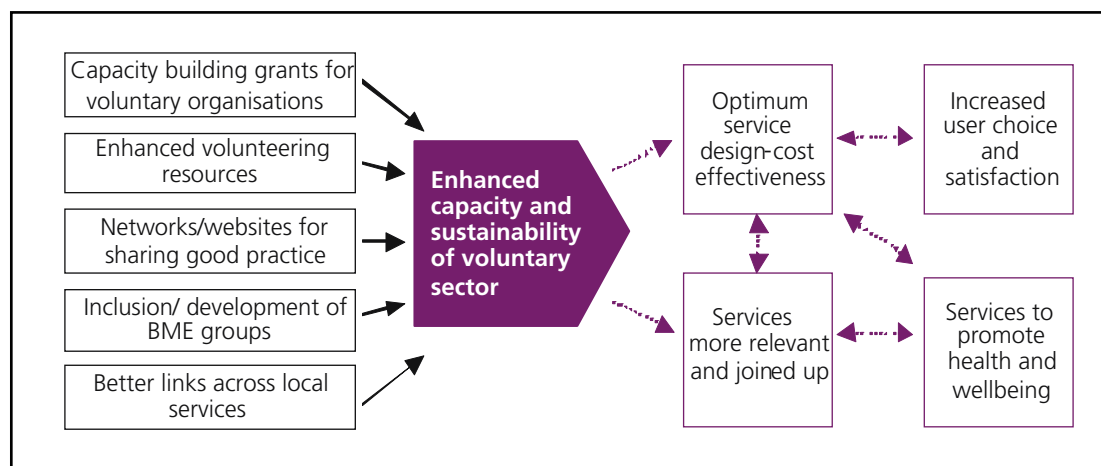 Capacity building grants for
voluntary organisations
Enhanced volunteering
resources
Networks/websites for
sharing good practice
Inclusion/ development of
BME groups
Better links across local
services
Enhanced
capacity and
sustainability
of voluntary
sector
Optimum
service
design-cost
effectiveness
Services
more relevant
and joined up
Increased
user choice
and
satisfaction
Services to
promote
health and
wellbeing